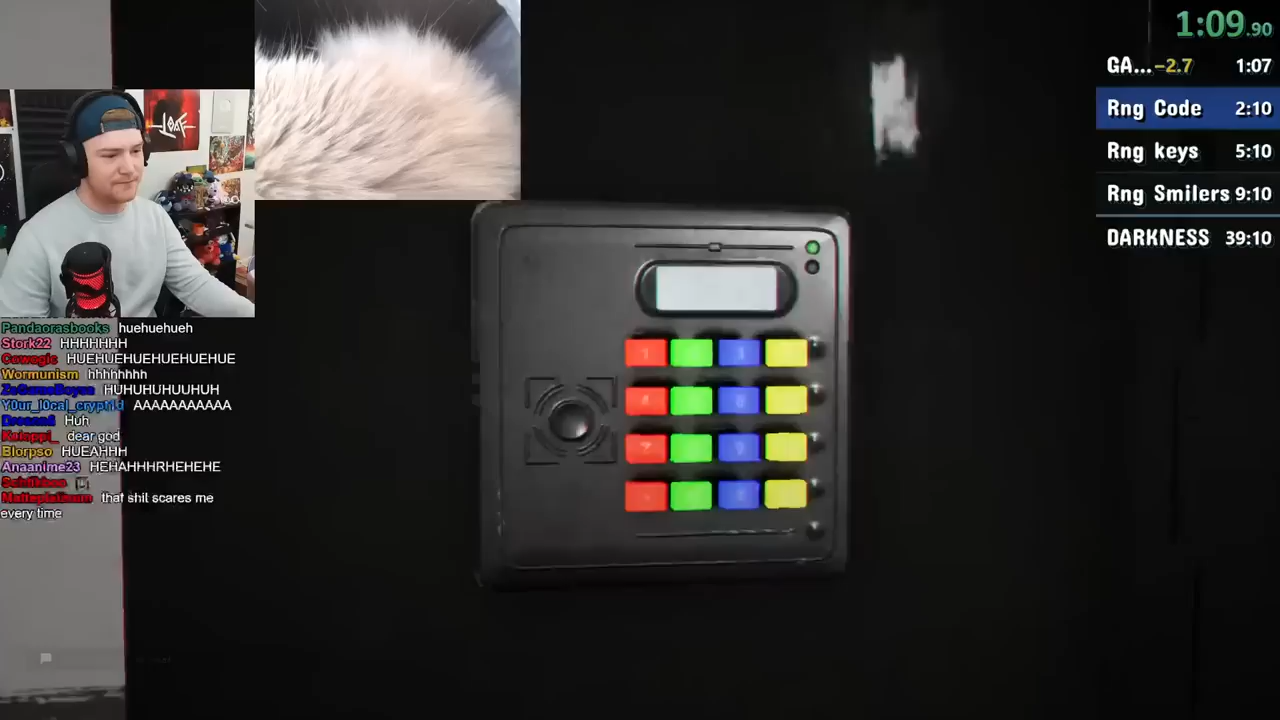 1:09.90
GA... -2.7 1:07
Rng Code 2:10
Rng keys 5:10
Rng Smilers 9:10
DARKNESS 39:10
Pandaorasbooks huehuehueh
Stork22 HHHHHHH
Cowogic HUEHUEHUEHUEHUEHUE
Wormunism hhhhhhhh
HUHUHUHUUHUH
Y0ur_l0cal_crypt1d AAAAAAAAAAA
Huh
dear god
Blorpso HUEAHHH
Anaanime23 HEHAHHHRHEHEHE
Matteplatinum that shit scares me
every time